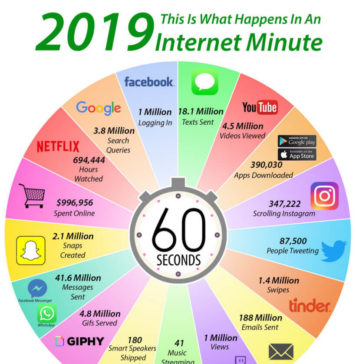 2019
This Is What Happens In An
Internet Minute
facebook
1 Million
Logging In
18.1 Million
Texts Sent
YouTube
4.5 Million
Videos Viewed
Google play
App Store
390,030
Apps Downloaded
347,222
Scrolling Instagram
87,500
People Tweeting
1.4 Million
Swipes
tinder
188 Million
Emails Sent
1 Million
Views
41
Music
Streaming
180
Smart Speakers
Shipped
GIPHY
4.8 Million
Gifs Served
Facebook Messenger
WhatsApp
41.6 Million
Messages
Sent
2.1 Million
Snaps
Created
$996,956
Spent Online
NETFLIX
694,444
Hours
Watched
Google
3.8 Million
Search
Queries
60
SECONDS